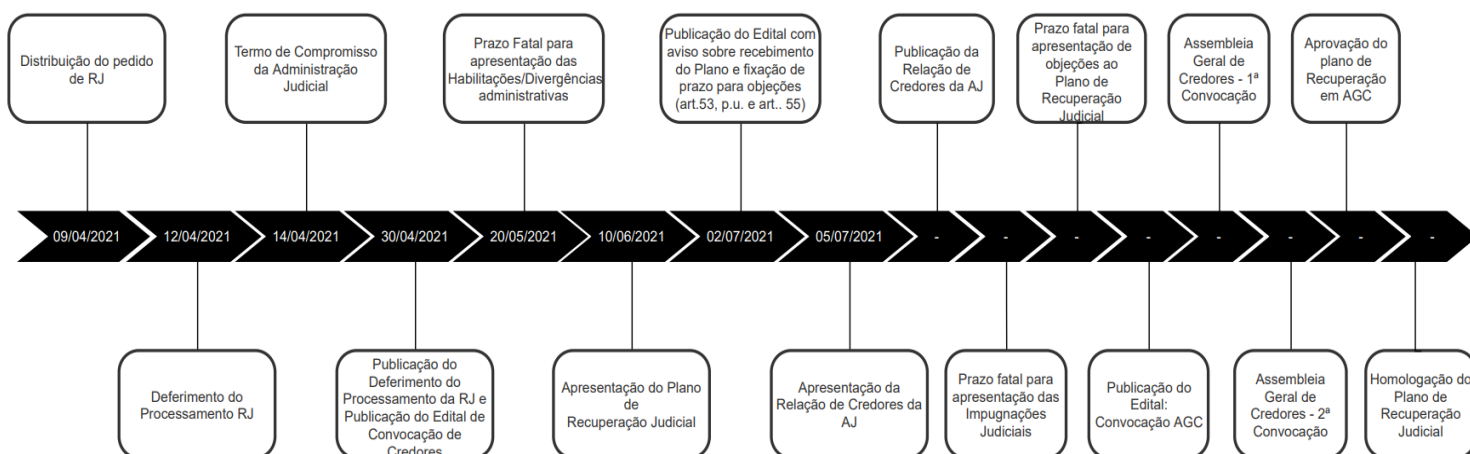 Distribuição do pedido
de RJ
Termo de Compromisso
da Administração
Judicial
Prazo Fatal para
apresentação das
Habilitações/Divergências
administrativas
Publicação do Edital com
aviso sobre recebimento
do Plano e fixação de
prazo para objeções
(art.53, p.u. e art.. 55)
Publicação da
Relação de
Credores da AJ
Prazo fatal para
apresentação de
objeções ao
Plano de
Recuperação
Judicial
Assembleia
Geral de
Credores - 1ª
Convocação
Aprovação do
plano de
Recuperação
em AGC
09/04/2021
12/04/2021
14/04/2021
30/04/2021
20/05/2021
10/06/2021
02/07/2021
05/07/2021
-
-
-
-
-
-
-
-
Deferimento do
Processamento RJ
Publicação do
Deferimento do
Processamento da RJ e
Publicação do Edital de
Convocação de
Credores
Apresentação do Plano
de
Recuperação Judicial
Apresentação da
Relação de Credores da
AJ
Prazo fatal para
apresentação das
Impugnações
Judiciais
Publicação do
Edital:
Convocação AGC
Assembleia
Geral de
Credores - 2ª
Convocação
Homologação do
Plano de
Recuperação
Judicial